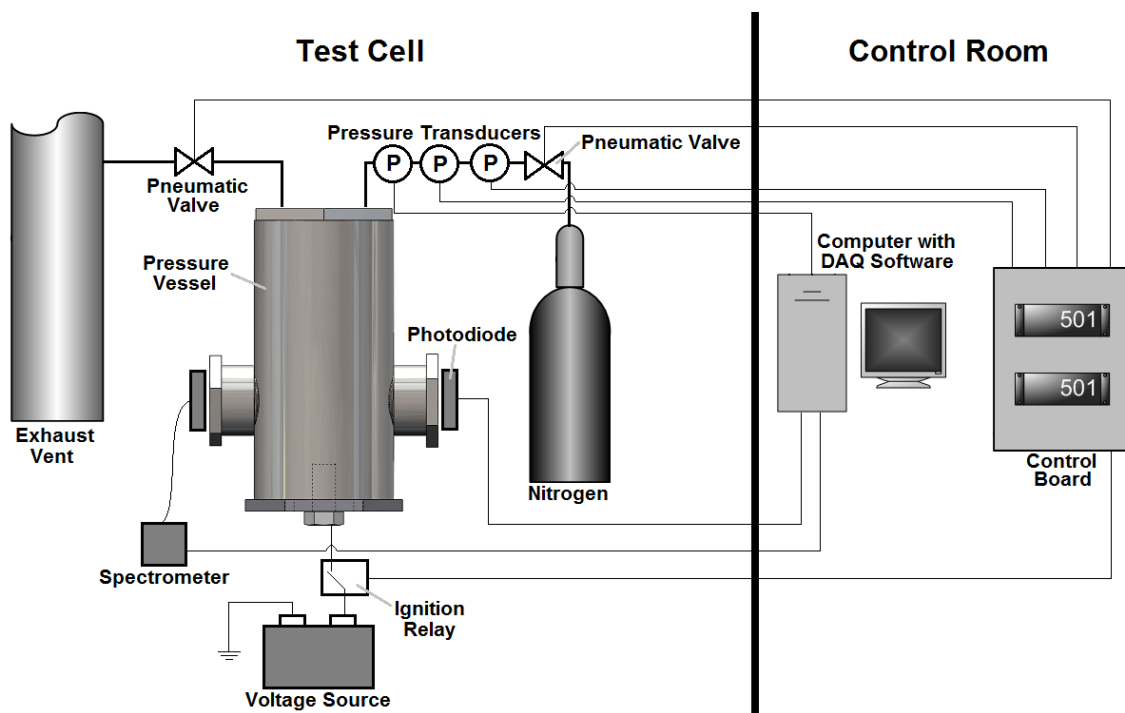 Test Cell
Control Room
Pressure Transducers
Pneumatic Valve
P
P
P
Pneumatic
Valve
Computer with
DAQ Software
Pressure
Vessel
501
Photodiode
501
Exhaust
Vent
Control
Board
Nitrogen
Spectrometer
Ignition
Relay
Voltage Source